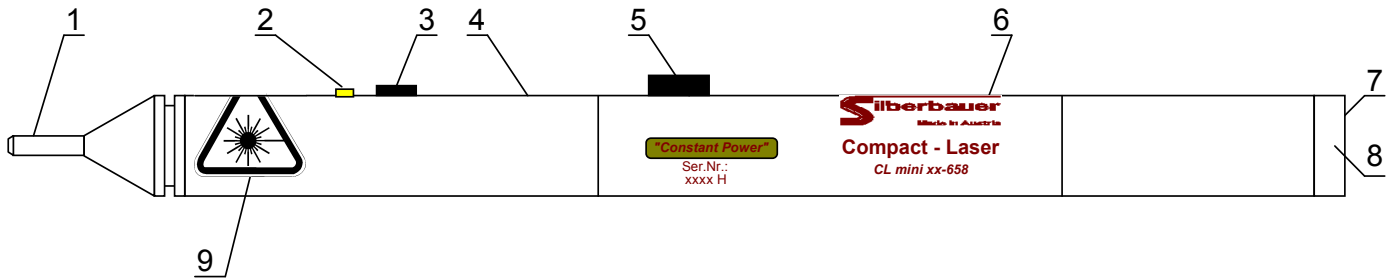 1 2 3 4 5 6 7
Silberbauer
Made in Austria
"Constant Power"
Compact - Laser
8
Ser.Nr.:
CL mini xx-658
xxxx H
9